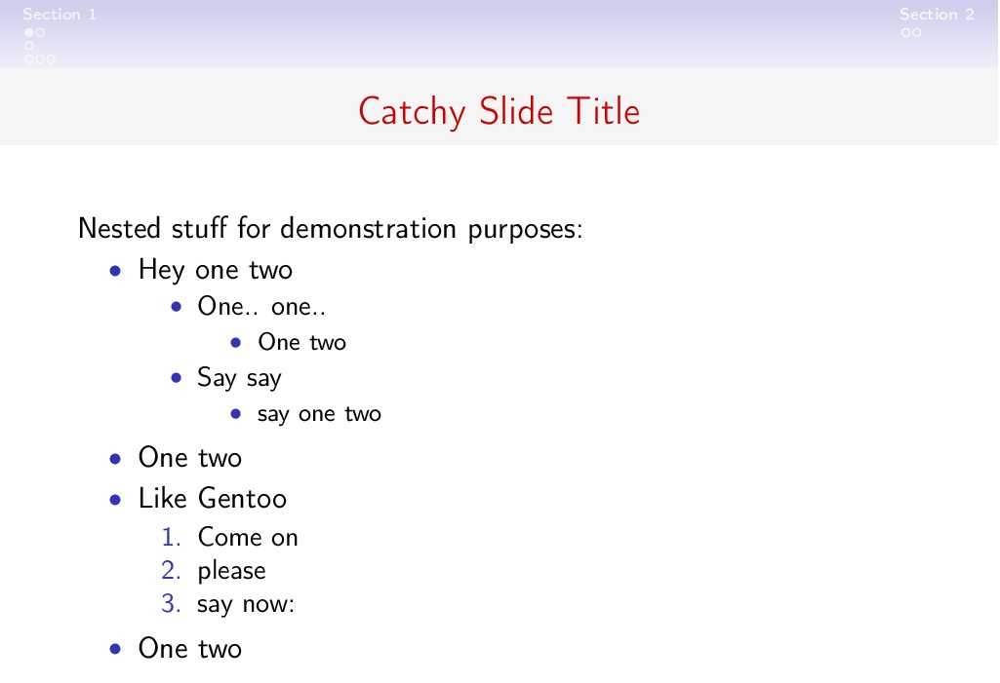 Section 1
Section 2
Catchy Slide Title
Nested stuff for demonstration purposes:
• Hey one two
• One.. one..
• One two
• Say say
• say one two
• One two
• Like Gentoo
1. Come on
2. please
3. say now:
• One two